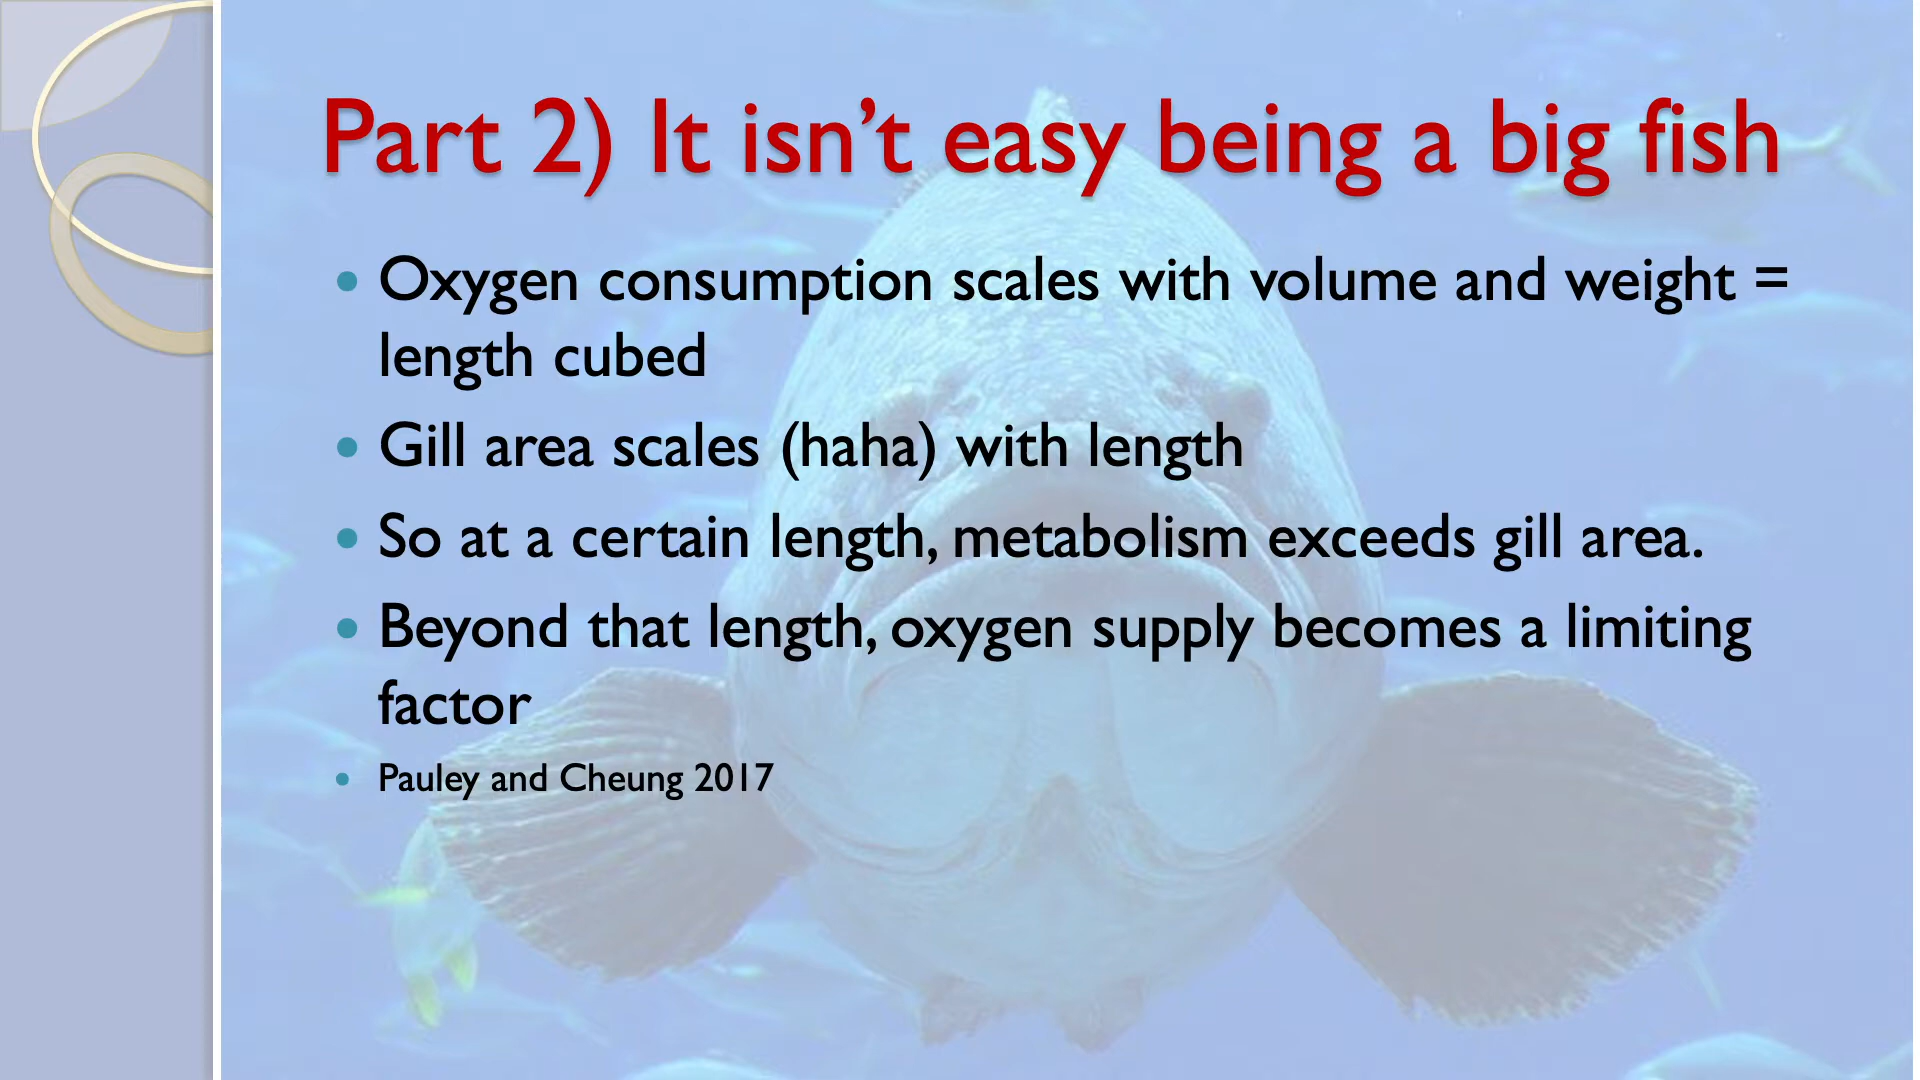 Part 2) It isn’t easy being a big fish
• Oxygen consumption scales with volume and weight =
length cubed
• Gill area scales (haha) with length
• So at a certain length, metabolism exceeds gill area.
• Beyond that length, oxygen supply becomes a limiting
factor
• Pauley and Cheung 2017